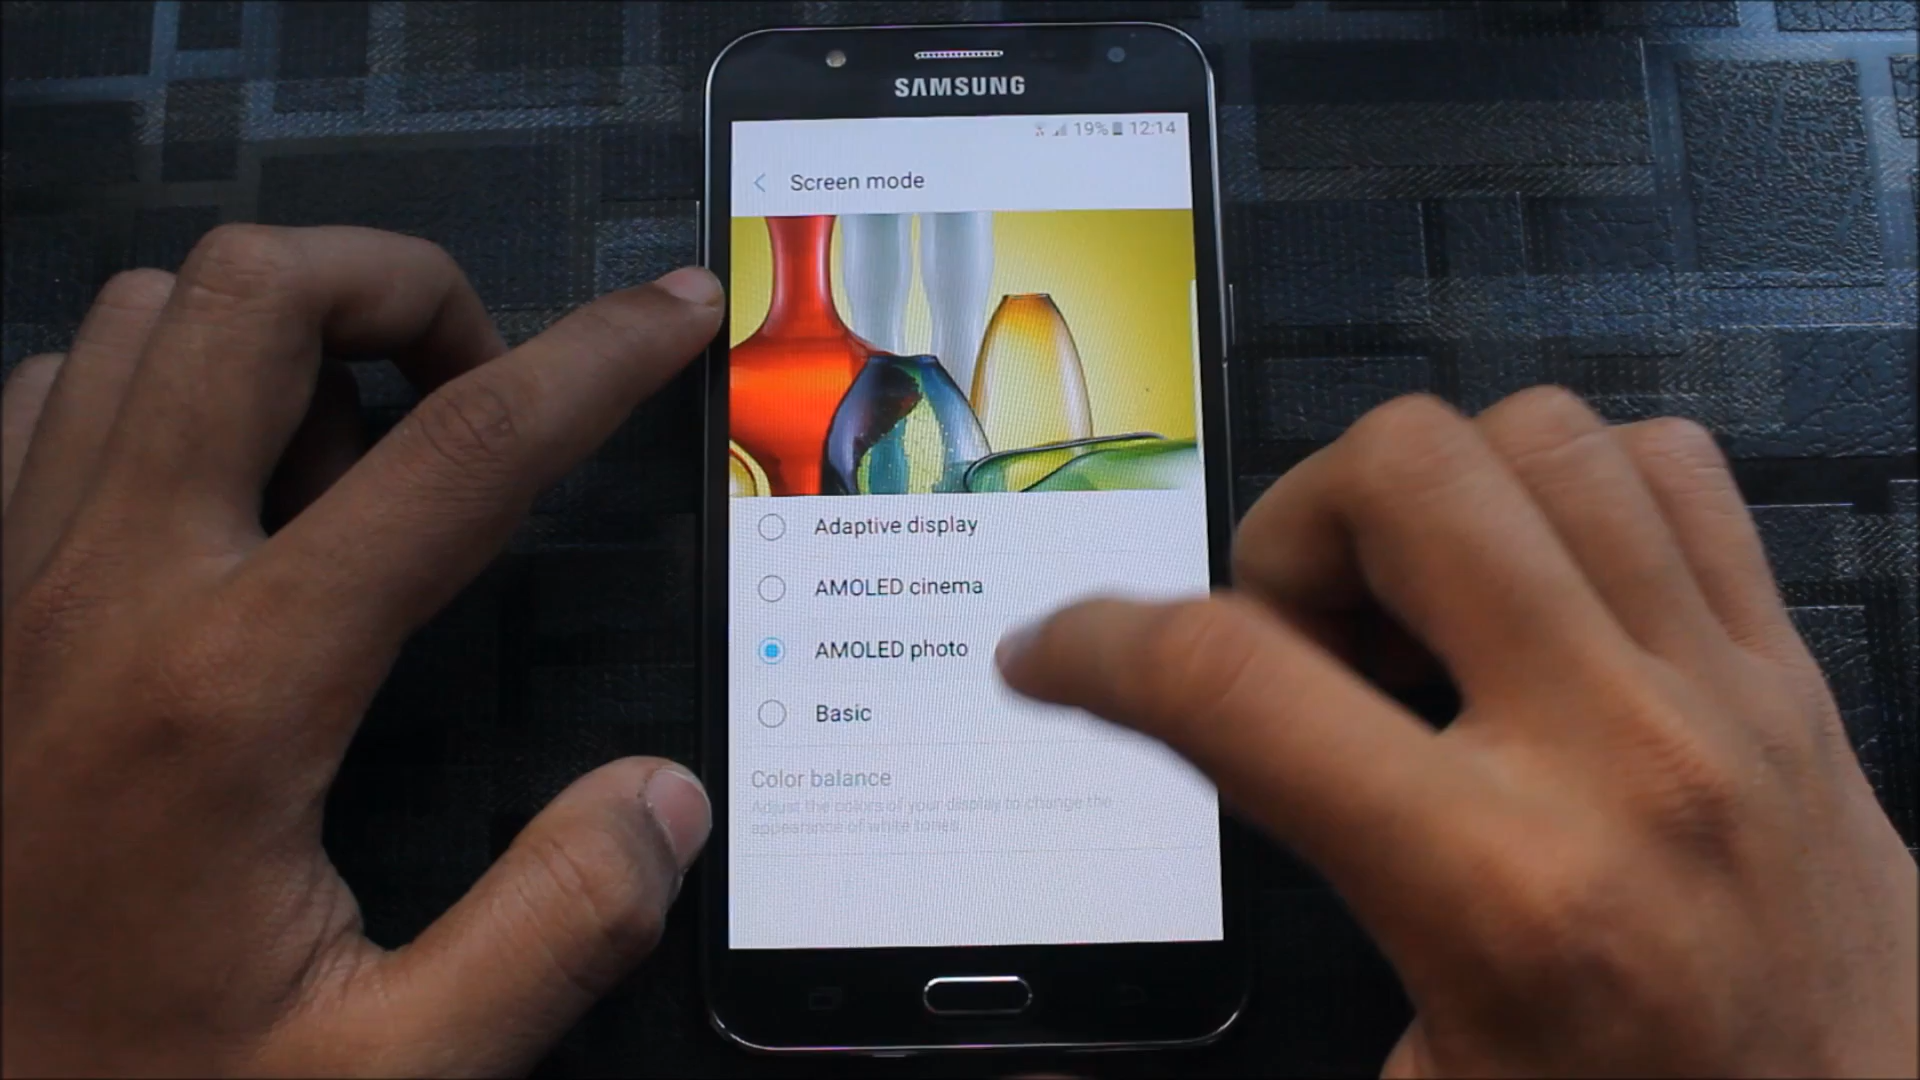 SAMSUNG
19% 12:14
Screen mode
Adaptive display
AMOLED cinema
AMOLED photo
Basic
Color balance
Adjust the colors of your display to change the
appearance of white tones.